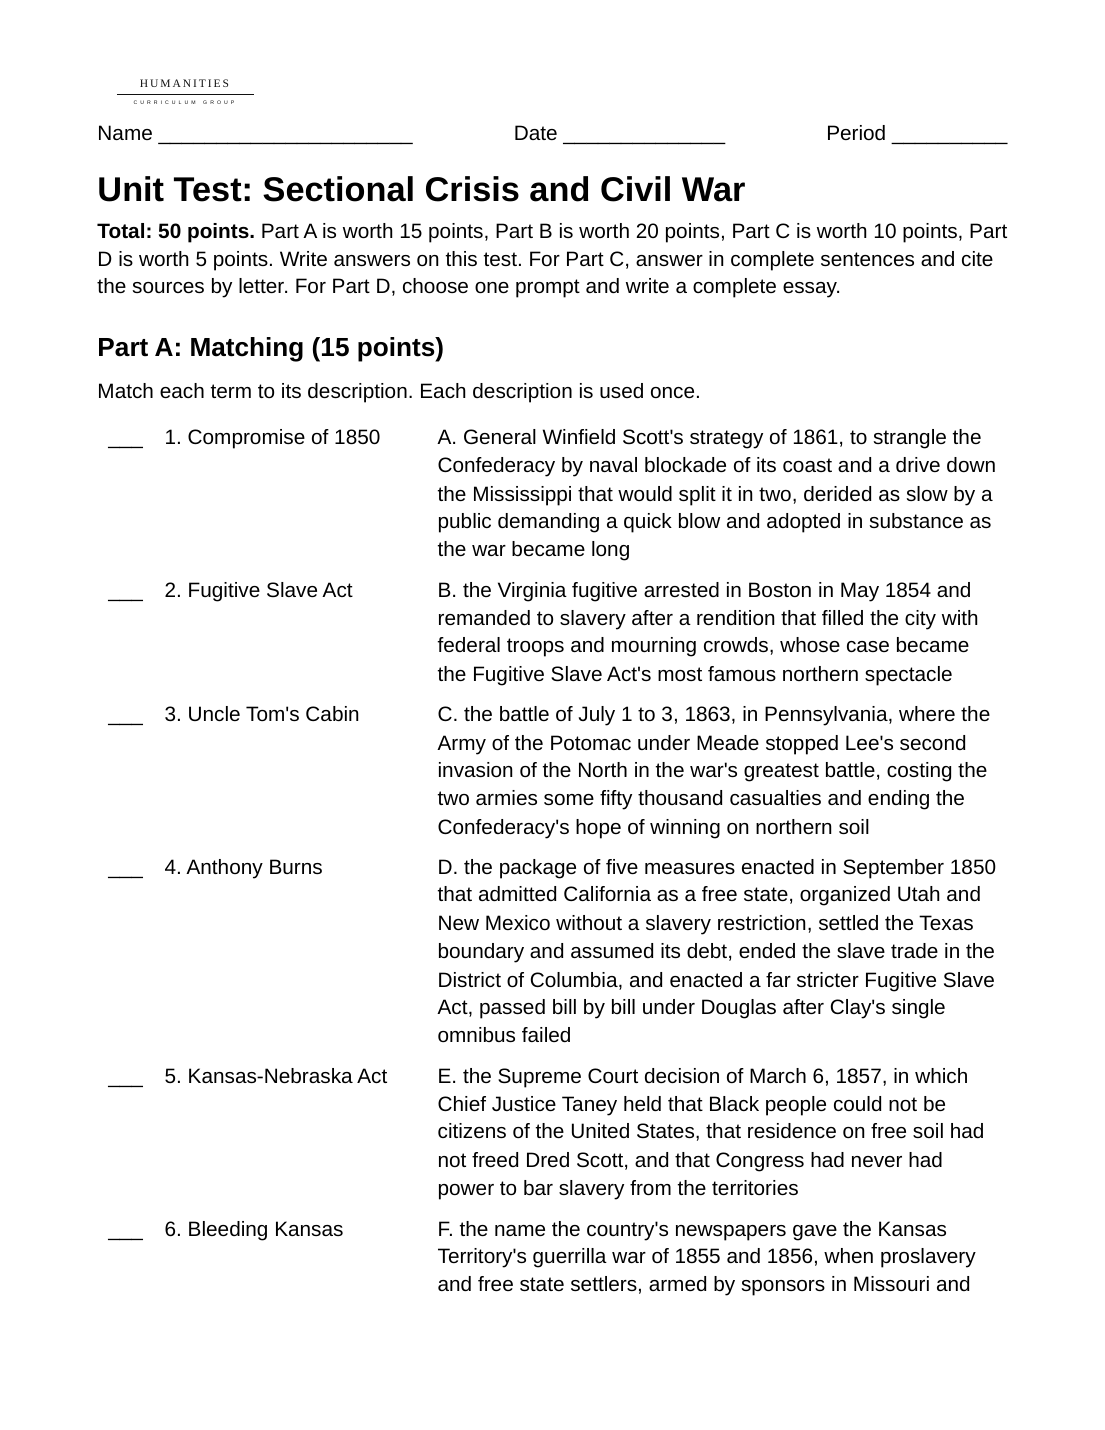 HUMANITIES
CURRICULUM GROUP
Name ______________________ Date ______________ Period __________
Unit Test: Sectional Crisis and Civil War
Total: 50 points. Part A is worth 15 points, Part B is worth 20 points, Part C is worth 10 points, Part
D is worth 5 points. Write answers on this test. For Part C, answer in complete sentences and cite
the sources by letter. For Part D, choose one prompt and write a complete essay.
Part A: Matching (15 points)
Match each term to its description. Each description is used once.
___ 1. Compromise of 1850 A. General Winfield Scott's strategy of 1861, to strangle the
Confederacy by naval blockade of its coast and a drive down
the Mississippi that would split it in two, derided as slow by a
public demanding a quick blow and adopted in substance as
the war became long
___ 2. Fugitive Slave Act B. the Virginia fugitive arrested in Boston in May 1854 and
remanded to slavery after a rendition that filled the city with
federal troops and mourning crowds, whose case became
the Fugitive Slave Act's most famous northern spectacle
___ 3. Uncle Tom's Cabin C. the battle of July 1 to 3, 1863, in Pennsylvania, where the
Army of the Potomac under Meade stopped Lee's second
invasion of the North in the war's greatest battle, costing the
two armies some fifty thousand casualties and ending the
Confederacy's hope of winning on northern soil
___ 4. Anthony Burns D. the package of five measures enacted in September 1850
that admitted California as a free state, organized Utah and
New Mexico without a slavery restriction, settled the Texas
boundary and assumed its debt, ended the slave trade in the
District of Columbia, and enacted a far stricter Fugitive Slave
Act, passed bill by bill under Douglas after Clay's single
omnibus failed
___ 5. Kansas-Nebraska Act E. the Supreme Court decision of March 6, 1857, in which
Chief Justice Taney held that Black people could not be
citizens of the United States, that residence on free soil had
not freed Dred Scott, and that Congress had never had
power to bar slavery from the territories
___ 6. Bleeding Kansas F. the name the country's newspapers gave the Kansas
Territory's guerrilla war of 1855 and 1856, when proslavery
and free state settlers, armed by sponsors in Missouri and